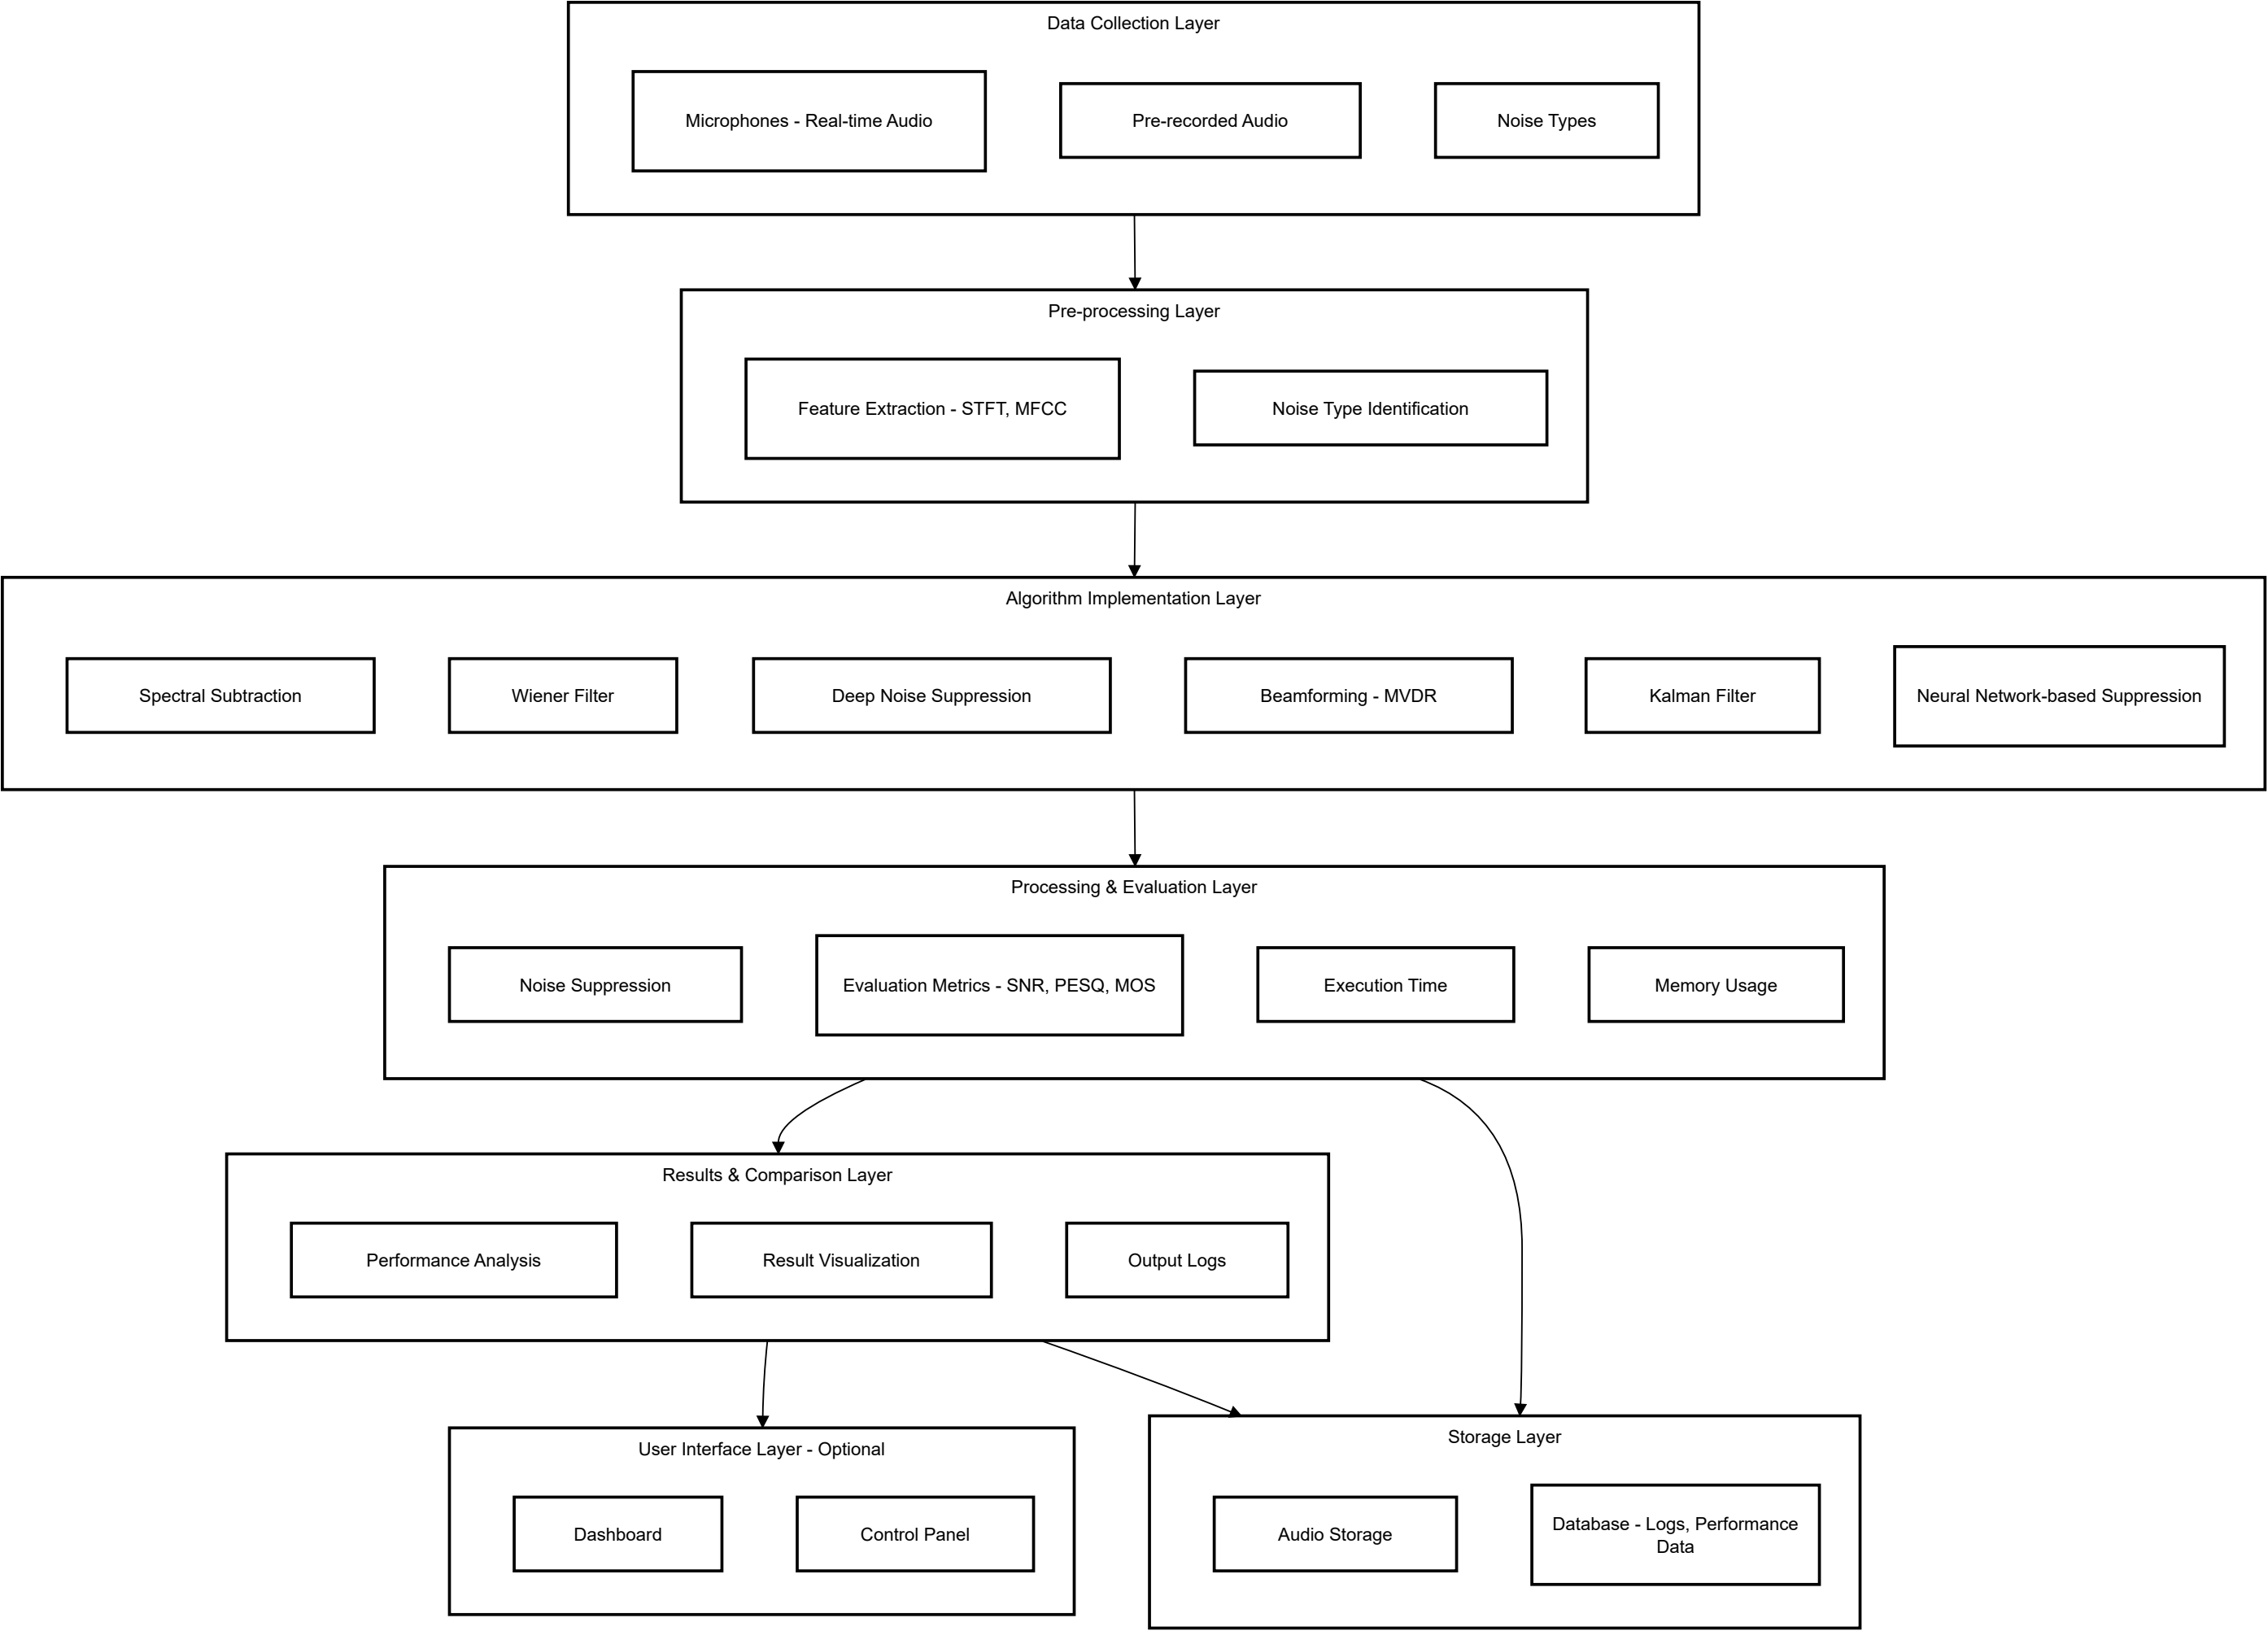 Data Collection Layer
Microphones - Real-time Audio
Pre-recorded Audio
Noise Types
Pre-processing Layer
Feature Extraction - STFT, MFCC
Noise Type Identification
Algorithm Implementation Layer
Spectral Subtraction
Wiener Filter
Deep Noise Suppression
Beamforming - MVDR
Kalman Filter
Neural Network-based Suppression
Processing & Evaluation Layer
Noise Suppression
Evaluation Metrics - SNR, PESQ, MOS
Execution Time
Memory Usage
Results & Comparison Layer
Performance Analysis
Result Visualization
Output Logs
User Interface Layer - Optional
Dashboard
Control Panel
Storage Layer
Audio Storage
Database - Logs, Performance
Data